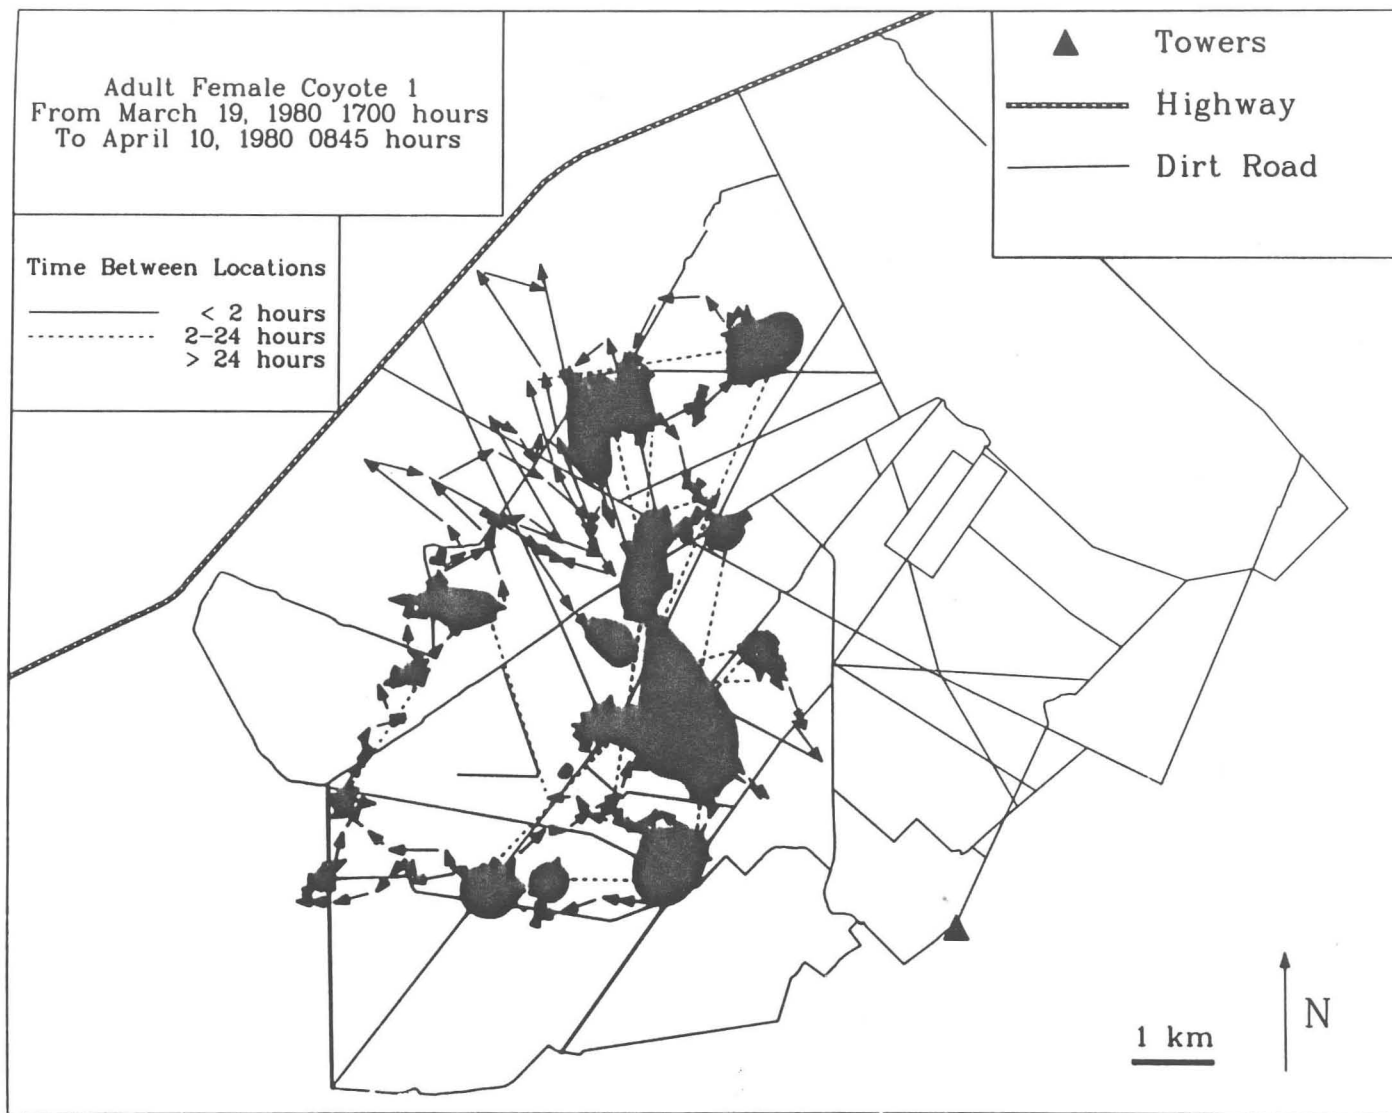 Adult Female Coyote 1
From March 19, 1980 1700 hours
To April 10, 1980 0845 hours
Time Between Locations
< 2 hours
2-24 hours
> 24 hours
Towers
Highway
Dirt Road
1 km
N